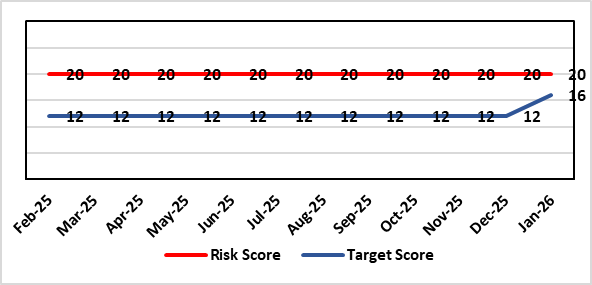 20 20 20 20 20 20 20 20 20 20 20 20
16
12 12 12 12 12 12 12 12 12 12 12
Feb-25 Mar-25 Apr-25 May-25 Jun-25 Jul-25 Aug-25 Sep-25 Oct-25 Nov-25 Dec-25 Jan-26
Risk Score Target Score